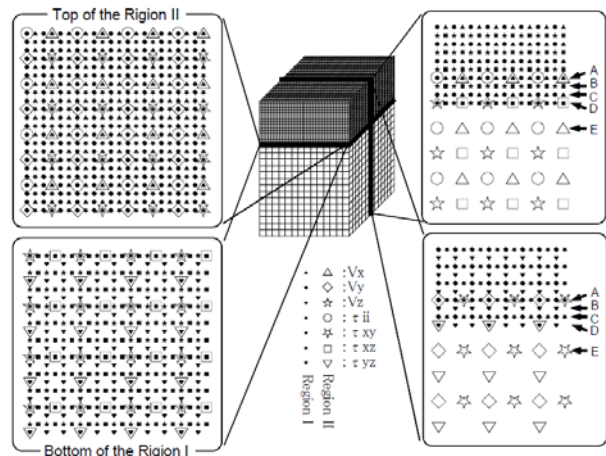 Top of the Rigion II
A
B
C
D
E
△ :Vx
◇ :Vy
☆ :Vz
○ : τ ii
☆ : τ xy
□ : τ xz
▽ : τ yz
Region I
Region II
A
B
C
D
E
Bottom of the Rigion I